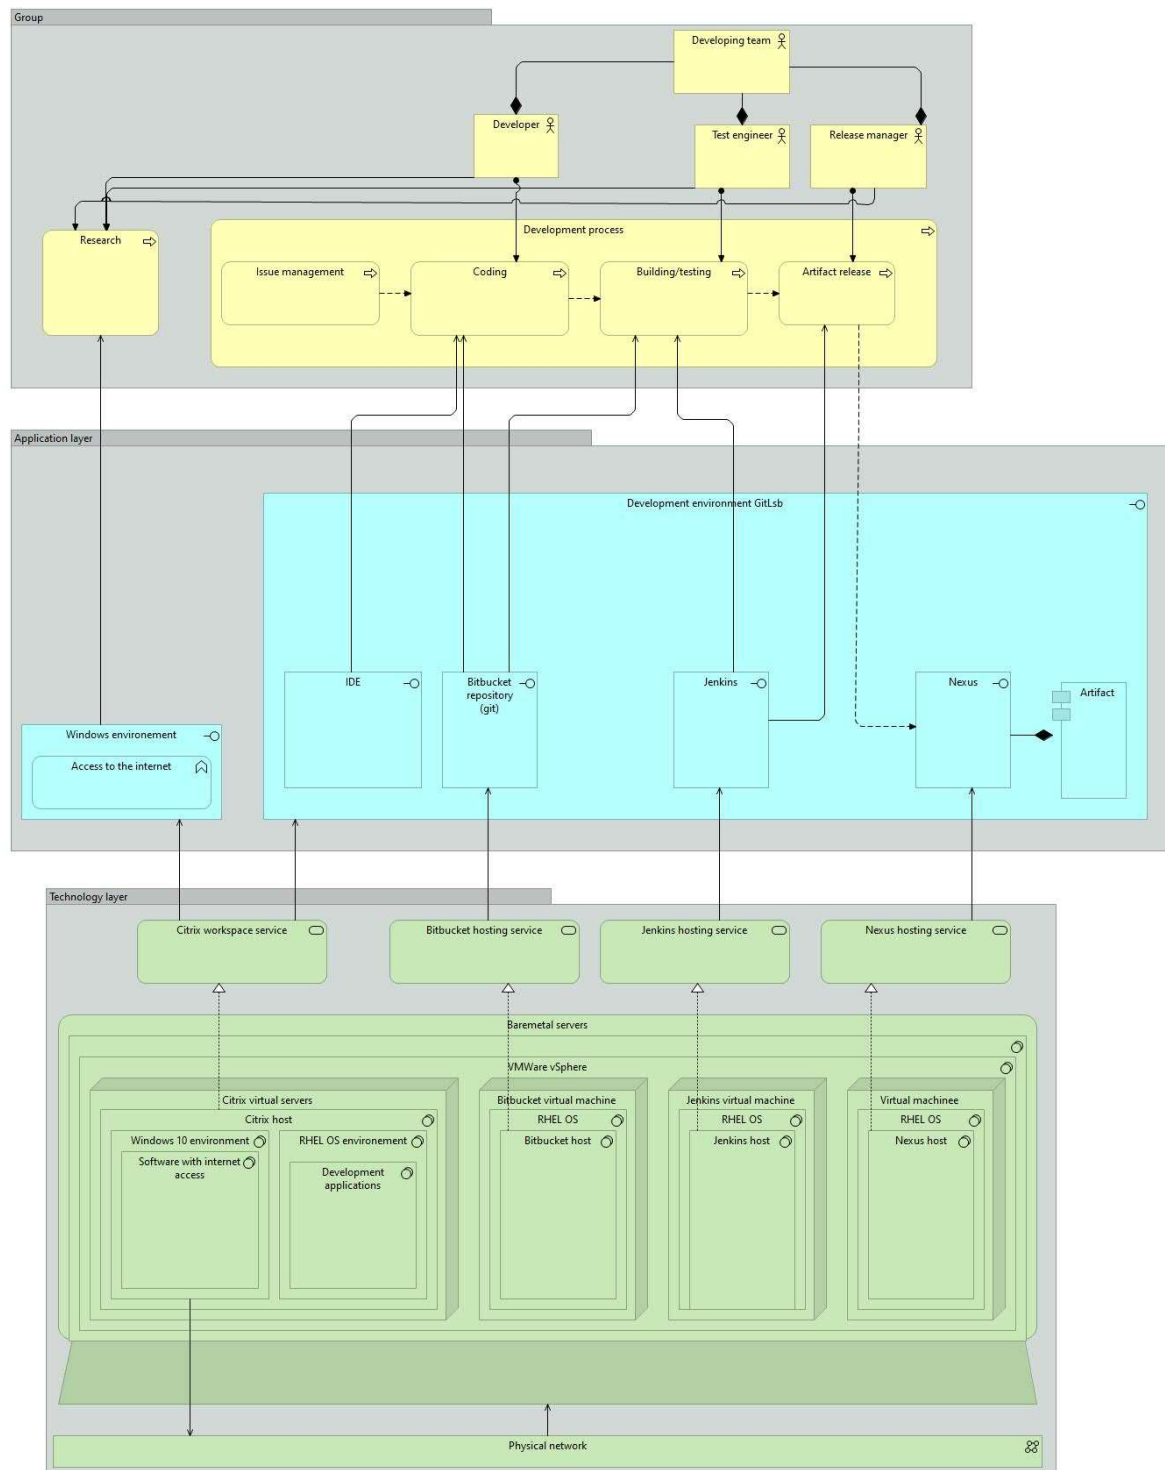 Group
Developing team
Developer
Test engineer
Release manager
Research
Development process
Issue management
Coding
Building/testing
Artifact release
Application layer
Development environment GitLsb
IDE
Bitbucket
repository
(git)
Jenkins
Nexus
Artifact
Windows environement
Access to the internet
Technology layer
Citrix workspace service
Bitbucket hosting service
Jenkins hosting service
Nexus hosting service
Baremetal servers
VMWare vSphere
Citrix virtual servers
Bitbucket virtual machine
Jenkins virtual machine
Virtual machinee
Citrix host
RHEL OS
RHEL OS
RHEL OS
Windows 10 environment
RHEL OS environement
Bitbucket host
Jenkins host
Nexus host
Software with internet
access
Development
applications
Physical network